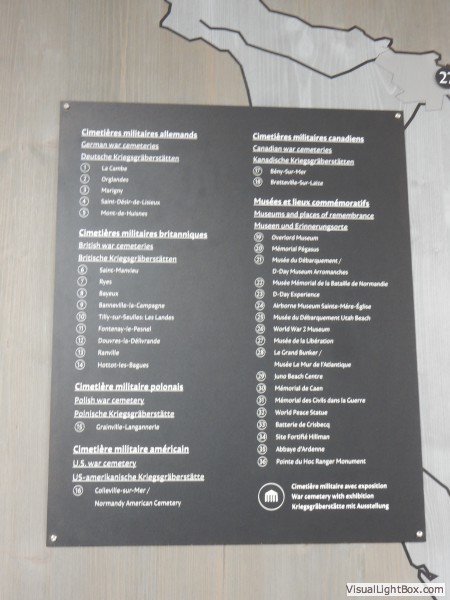 27
Cimetières militaires allemands
German war cemeteries
Deutsche Kriegsgräberstätten
1 La Cambe
2 Orglandes
3 Marigny
4 Saint-Désir-de-Lisieux
5 Mont-de-Huisnes
Cimetières militaires britanniques
British war cemeteries
Britische Kriegsgräberstätten
6 Saint-Manvieu
7 Ryes
8 Bayeux
9 Banneville-la-Campagne
10 Tilly-sur-Seulles: Les Landes
11 Fontenay-le-Pesnel
12 Douvres-la-Délivrande
13 Ranville
14 Hottot-les-Bagues
Cimetière militaire polonais
Polish war cemetery
Polnische Kriegsgräberstätte
15 Grainville-Langannerie
Cimetière militaire américain
U.S. war cemetery
US-amerikanische Kriegsgräberstätte
16 Colleville-sur-Mer /
Normandy American Cemetery
Cimetières militaires canadiens
Canadian war cemeteries
Kanadische Kriegsgräberstätten
17 Bény-Sur-Mer
18 Bretteville-Sur-Laize
Musées et lieux commémoratifs
Museums and places of remembrance
Museen und Erinnerungsorte
19 Overlord Museum
20 Mémorial Pégasus
21 Musée du Débarquement /
D-Day Museum Arromanches
22 Musée Mémorial de la Bataille de Normandie
23 D-Day Experience
24 Airborne Museum Sainte-Mère-Église
25 Musée du Débarquement Utah Beach
26 World War 2 Museum
27 Musée de la Libération
28 Le Grand Bunker /
Musée Le Mur de l'Atlantique
29 Juno Beach Centre
30 Mémorial de Caen
31 Mémorial des Civils dans la Guerre
32 World Peace Statue
33 Batterie de Crisbecq
34 Site Fortifié Hillman
35 Abbaye d'Ardenne
36 Pointe du Hoc Ranger Monument
Cimetière militaire avec exposition
War cemetery with exhibition
Kriegsgräberstätte mit Ausstellung
VisualLightBox.com